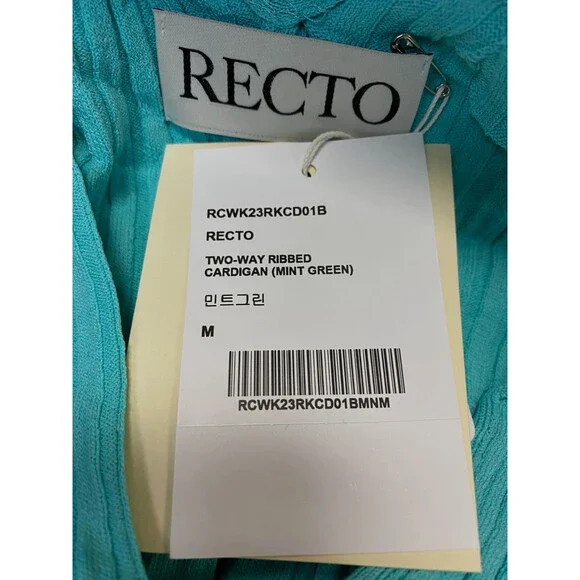 RECTO
RCWK23RKCD01B
RECTO
TWO-WAY RIBBED
CARDIGAN (MINT GREEN)
민트그린
M
RCWK23RKCD01BMNM